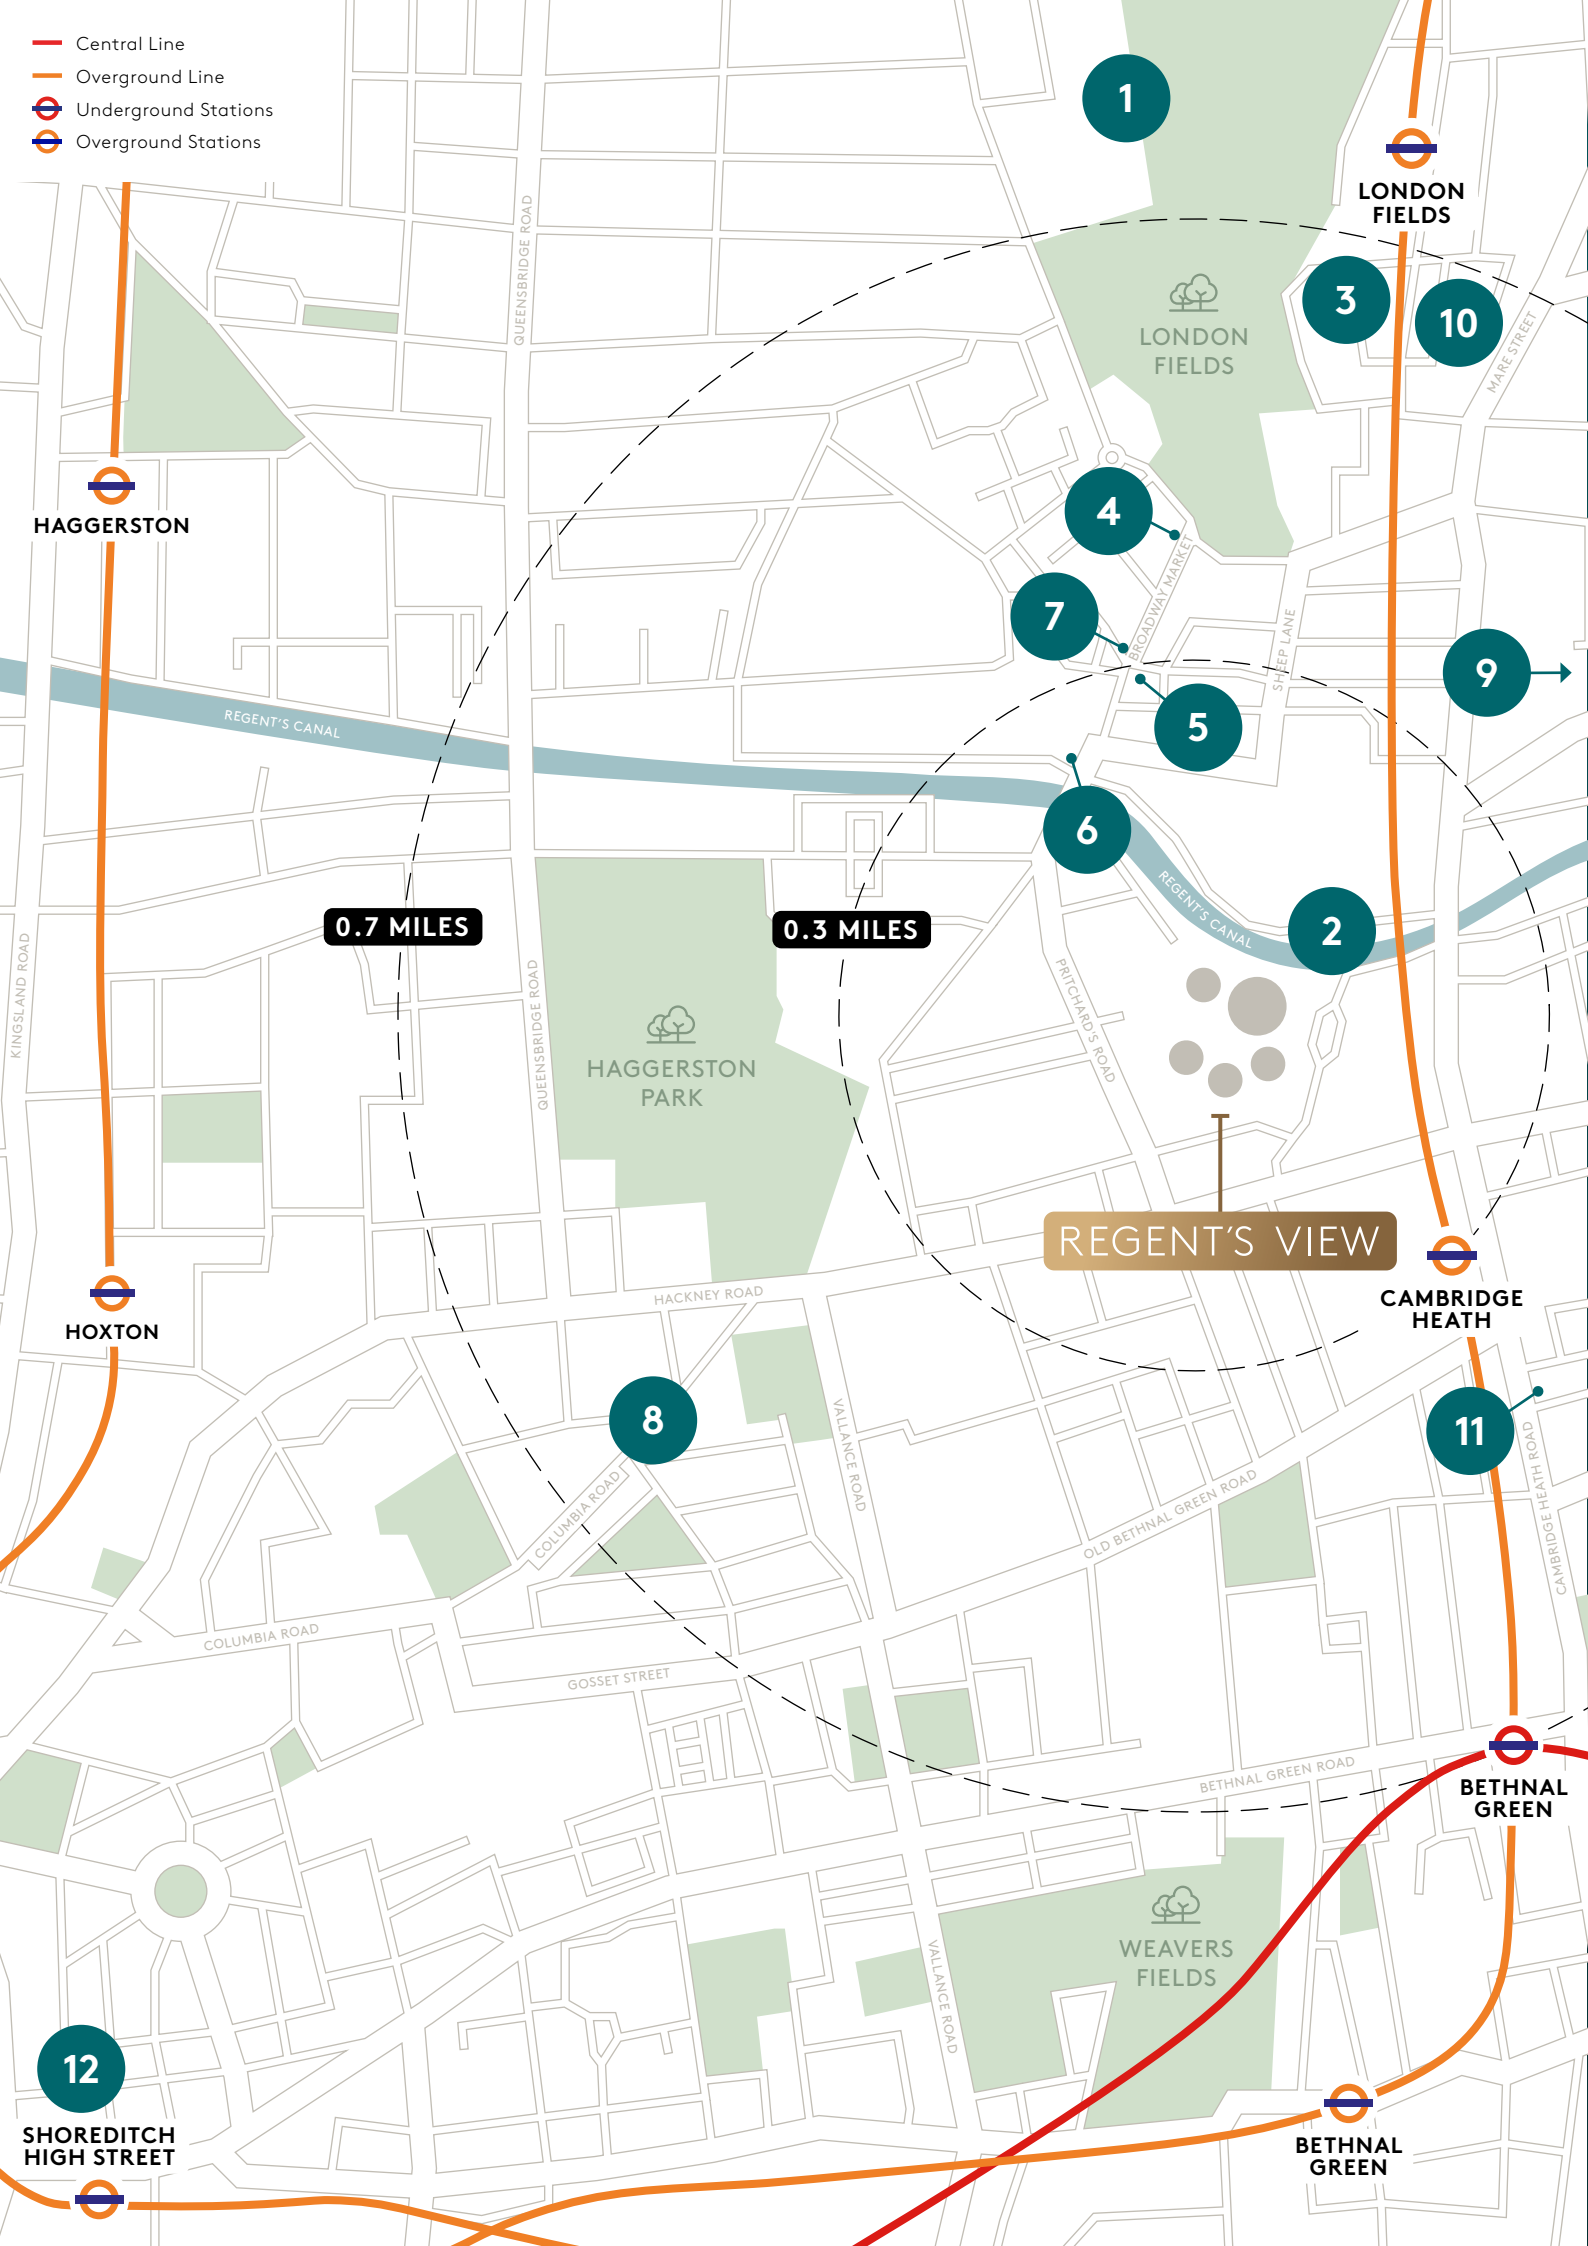 Central Line
Overground Line
Underground Stations
Overground Stations
1
LONDON
FIELDS
QUEENSBRIDGE ROAD
3
10
LONDON
FIELDS
MARE STREET
HAGGERSTON
4
BROADWAY MARKET
7
SHEEP LANE
9
5
REGENT'S CANAL
6
REGENT'S CANAL
2
0.7 MILES
0.3 MILES
KINGSLAND ROAD
QUEENSBRIDGE ROAD
PRITCHARD'S ROAD
HAGGERSTON
PARK
REGENT'S VIEW
CAMBRIDGE
HEATH
HACKNEY ROAD
HOXTON
8
VALLANCE ROAD
11
CAMBRIDGE HEATH ROAD
COLUMBIA ROAD
OLD BETHNAL GREEN ROAD
COLUMBIA ROAD
GOSSET STREET
BETHNAL GREEN ROAD
BETHNAL
GREEN
WEAVERS
FIELDS
VALLANCE ROAD
12
SHOREDITCH
HIGH STREET
BETHNAL
GREEN